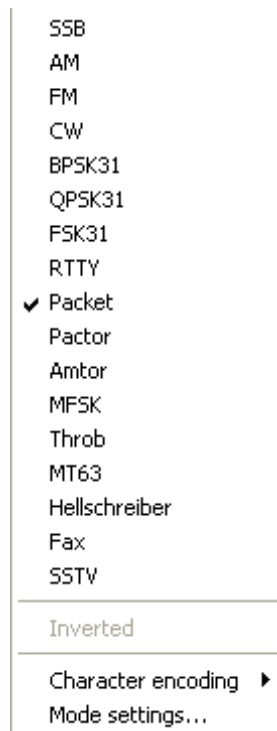 SSB
AM
FM
CW
BPSK31
QPSK31
FSK31
RTTY
Packet
Pactor
Amtor
MFSK
Throb
MT63
Hellschreiber
Fax
SSTV
Inverted
Character encoding
Mode settings...